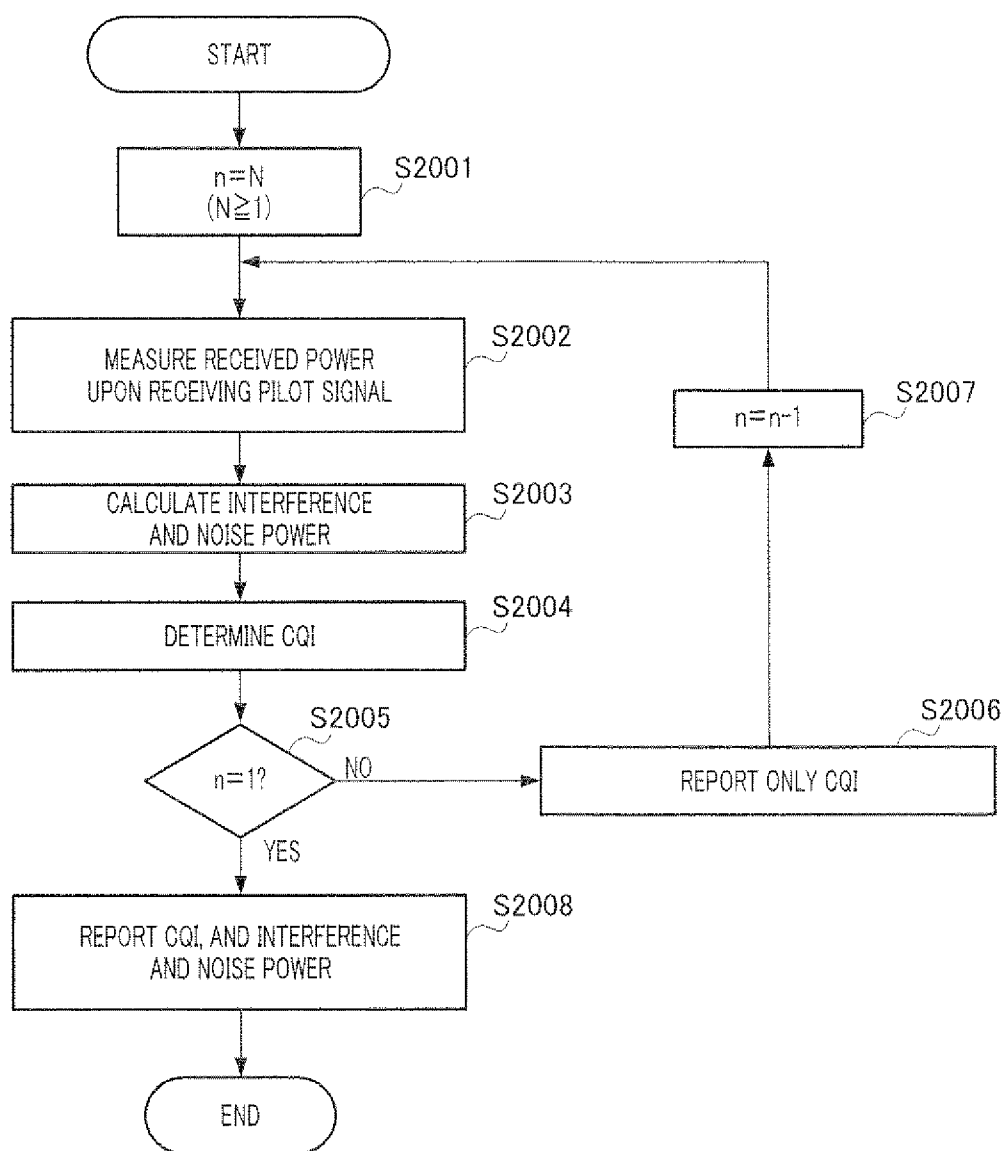 START
n=N
(N≧1)
S2001
MEASURE RECEIVED POWER
UPON RECEIVING PILOT SIGNAL
S2002
n=n-1
S2007
CALCULATE INTERFERENCE
AND NOISE POWER
S2003
DETERMINE CQI
S2004
n=1?
S2005
NO
YES
REPORT ONLY CQI
S2006
REPORT CQI, AND INTERFERENCE
AND NOISE POWER
S2008
END